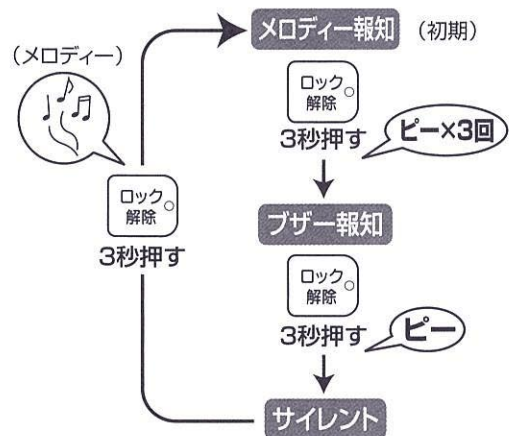 メロディー報知 (初期)
(メロディー)
ロック
解除
3秒押す
ピー×3回
ブザー報知
ロック
解除
3秒押す
ロック
解除
3秒押す
ピー
サイレント